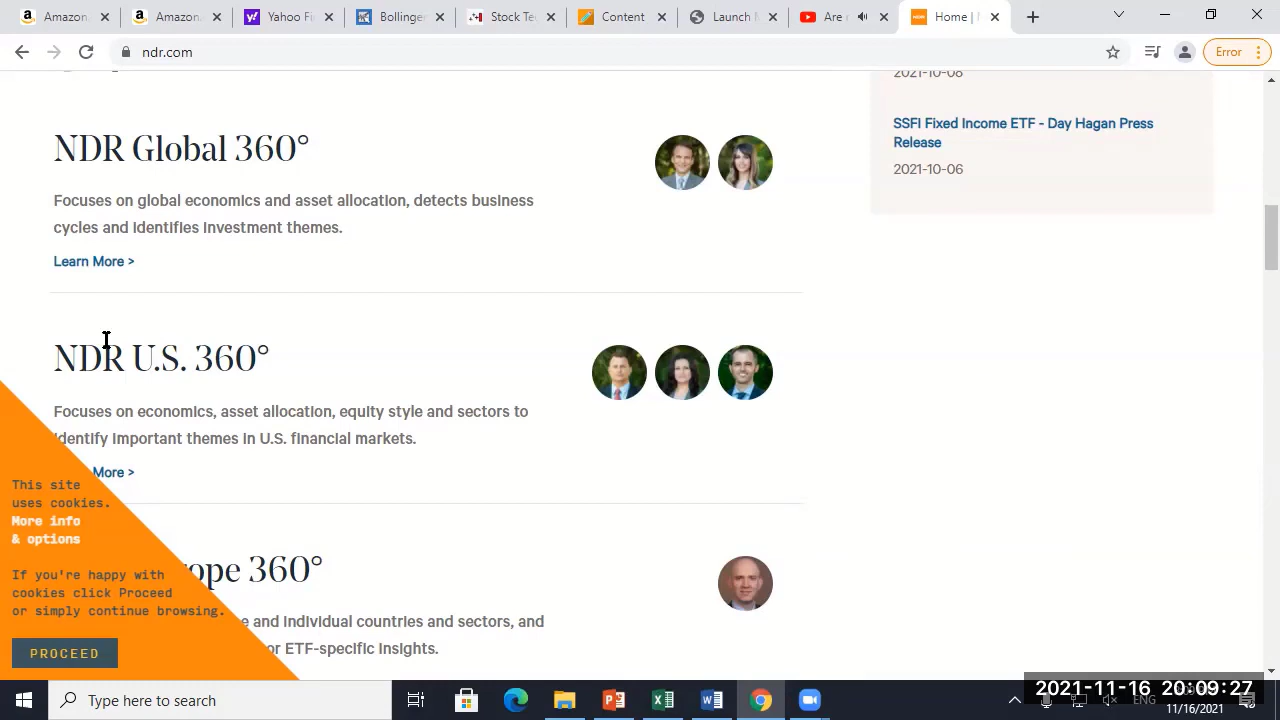 Amazon
Amazon
Yahoo Fi
Bollinger
Stock Te
Content
Launch
Are
Home |
ndr.com
Error
2021-10-08
NDR Global 360°
SSFI Fixed Income ETF - Day Hagan Press
Release
2021-10-06
Focuses on global economics and asset allocation, detects business
cycles and identifies investment themes.
Learn More >
NDR U.S. 360°
Focuses on economics, asset allocation, equity style and sectors to
identify important themes in U.S. financial markets.
More >
ope 360°
This site
uses cookies.
More info
& options
If you're happy with
cookies click Proceed
or simply continue browsing.
e and individual countries and sectors, and
or ETF-specific insights.
PROCEED
Type here to search
ENG
2021-11-16 20:09:27
11/16/2021